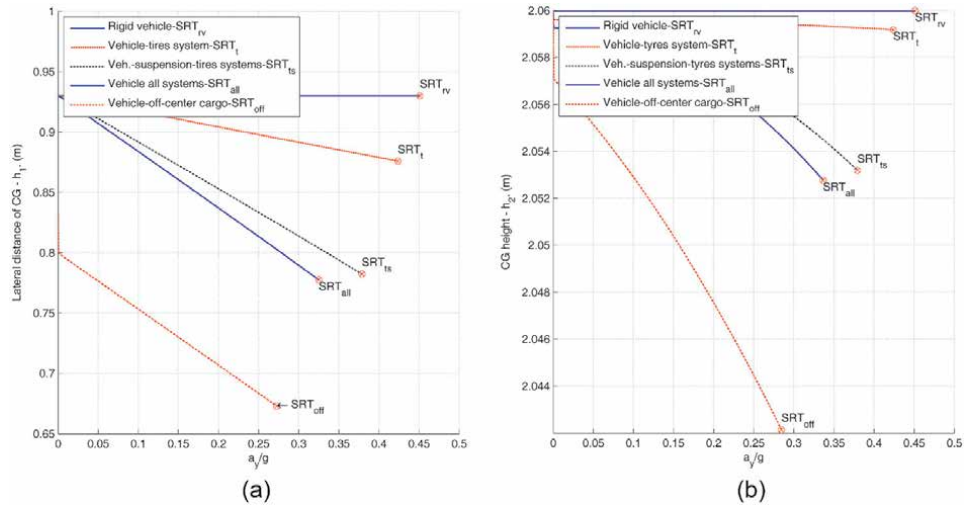 1
0.95
0.9
0.85
0.8
0.75
0.7
0.65
Lateral distance of CG - h1. (m)
Rigid vehicle-SRTrv
Vehicle-tires system-SRTt
Veh.-suspension-tires systems-SRTts
Vehicle all systems-SRTall
Vehicle-off-center cargo-SRToff
SRTrv
SRTt
SRTts
SRTall
SRToff
0 0.05 0.1 0.15 0.2 0.25 0.3 0.35 0.4 0.45 0.5
ay/g
(a)
2.06
2.058
2.056
2.054
2.052
2.05
2.048
2.046
2.044
CG height - h2. (m)
Rigid vehicle-SRTrv
Vehicle-tyres system-SRTt
Veh.-suspension-tyres systems-SRTts
Vehicle all systems-SRTall
Vehicle-off-center cargo-SRToff
SRTrv
SRTt
SRTts
SRTall
SRToff
0 0.05 0.1 0.15 0.2 0.25 0.3 0.35 0.4 0.45 0.5
ay/g
(b)